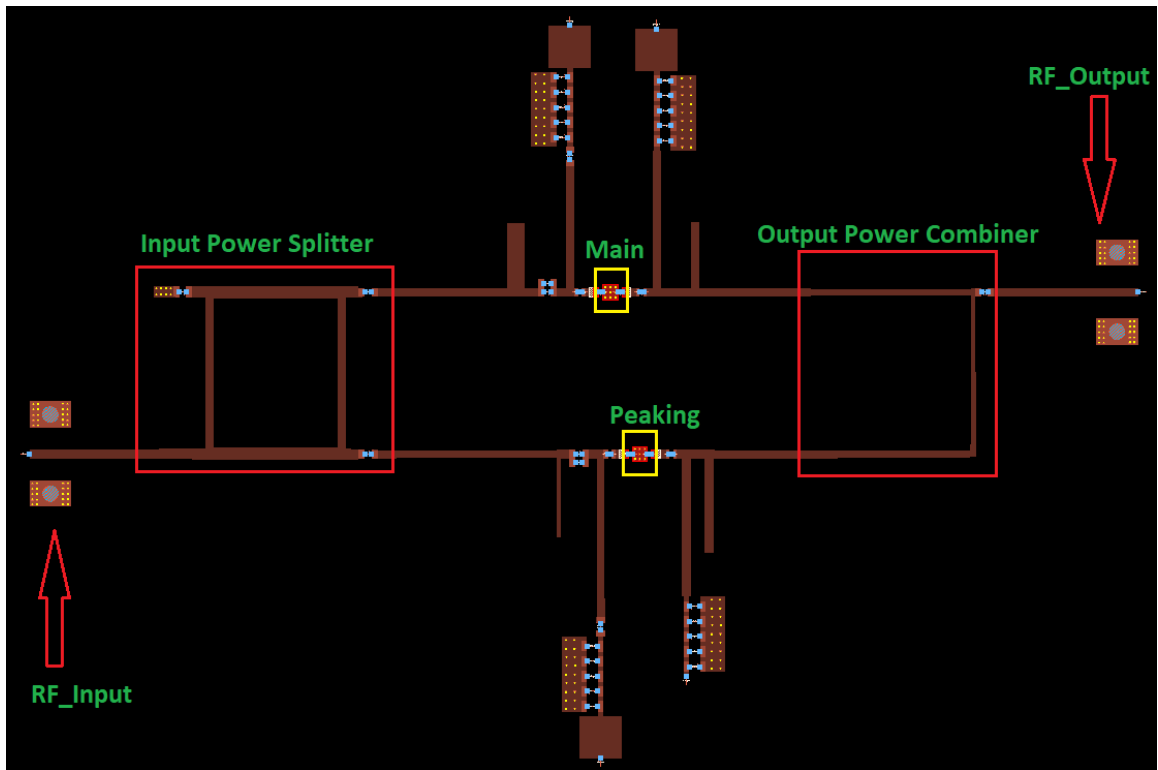 RF_Output
Input Power Splitter
Main
Output Power Combiner
Peaking
RF_Input